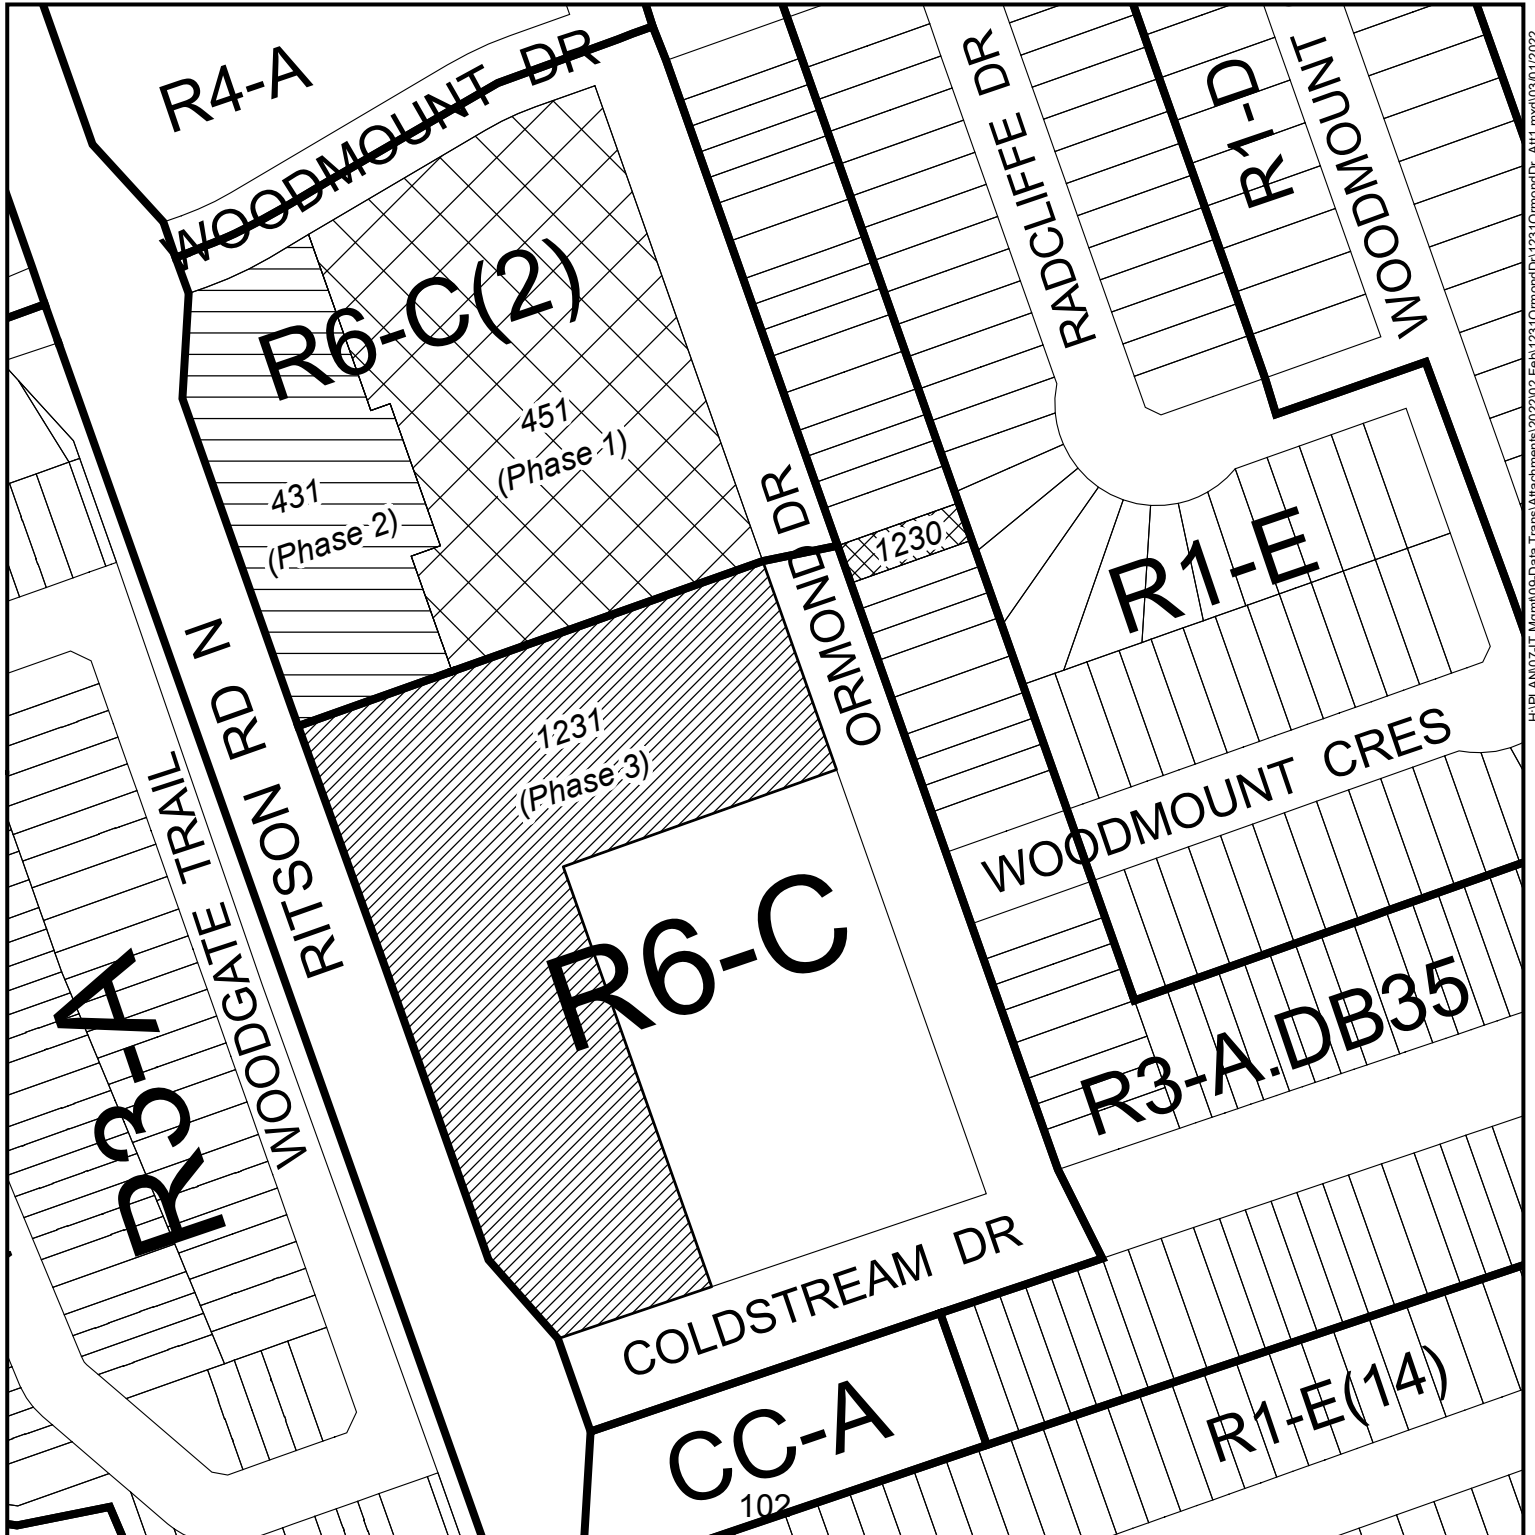 R4-A
WOODMOUNT DR
RADCLIFFE DR
R1-D
WOODMOUNT
R6-C(2)
451
(Phase 1)
431
(Phase 2)
ORMOND DR
1230
R1-E
RITSON RD N
1231
(Phase 3)
WOODGATE TRAIL
WOODMOUNT CRES
R6-C
R3-A
R3-A.DB35
COLDSTREAM DR
CC-A
R1-E(14)
102